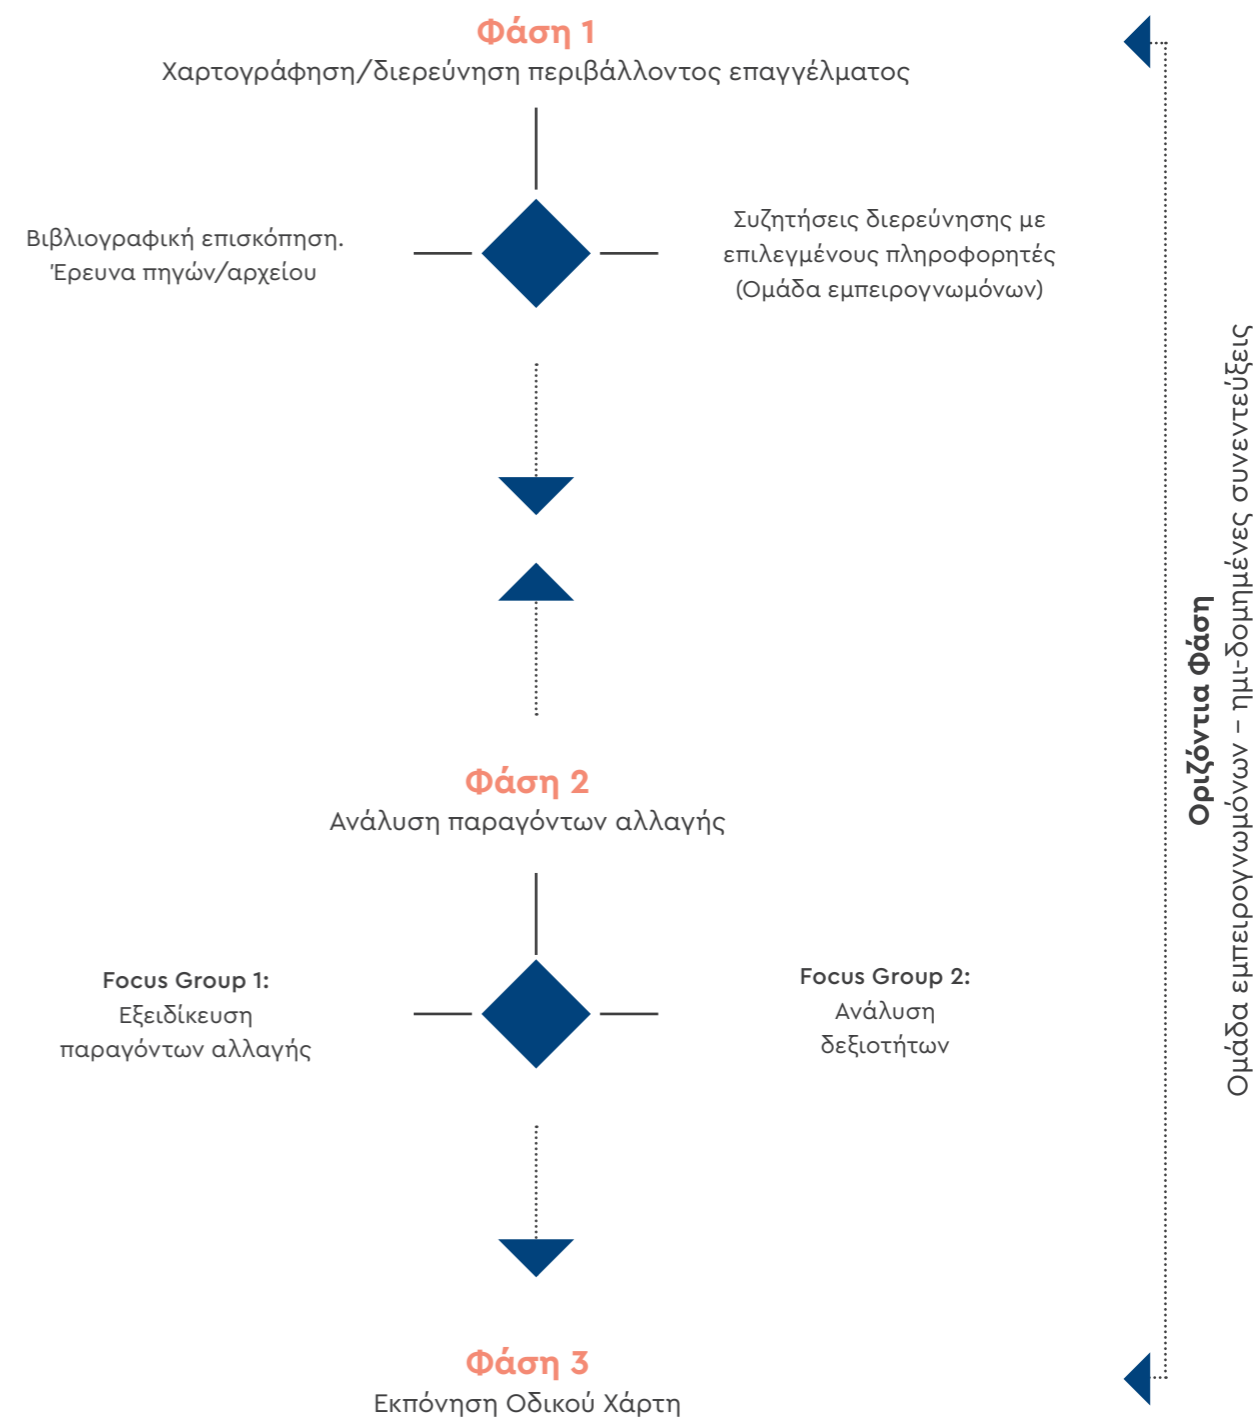 Φάση 1
Χαρτογράφηση/διερεύνηση περιβάλλοντος επαγγέλματος
Βιβλιογραφική επισκόπηση.
Έρευνα πηγών/αρχείου
Συζητήσεις διερεύνησης με
επιλεγμένους πληροφορητές
(Ομάδα εμπειρογνωμόνων)
Φάση 2
Ανάλυση παραγόντων αλλαγής
Focus Group 1:
Εξειδίκευση
παραγόντων αλλαγής
Focus Group 2:
Ανάλυση
δεξιοτήτων
Φάση 3
Εκπόνηση Οδικού Χάρτη
Οριζόντια Φάση
Ομάδα εμπειρογνωμόνων – ημι-δομημένες συνεντεύξεις